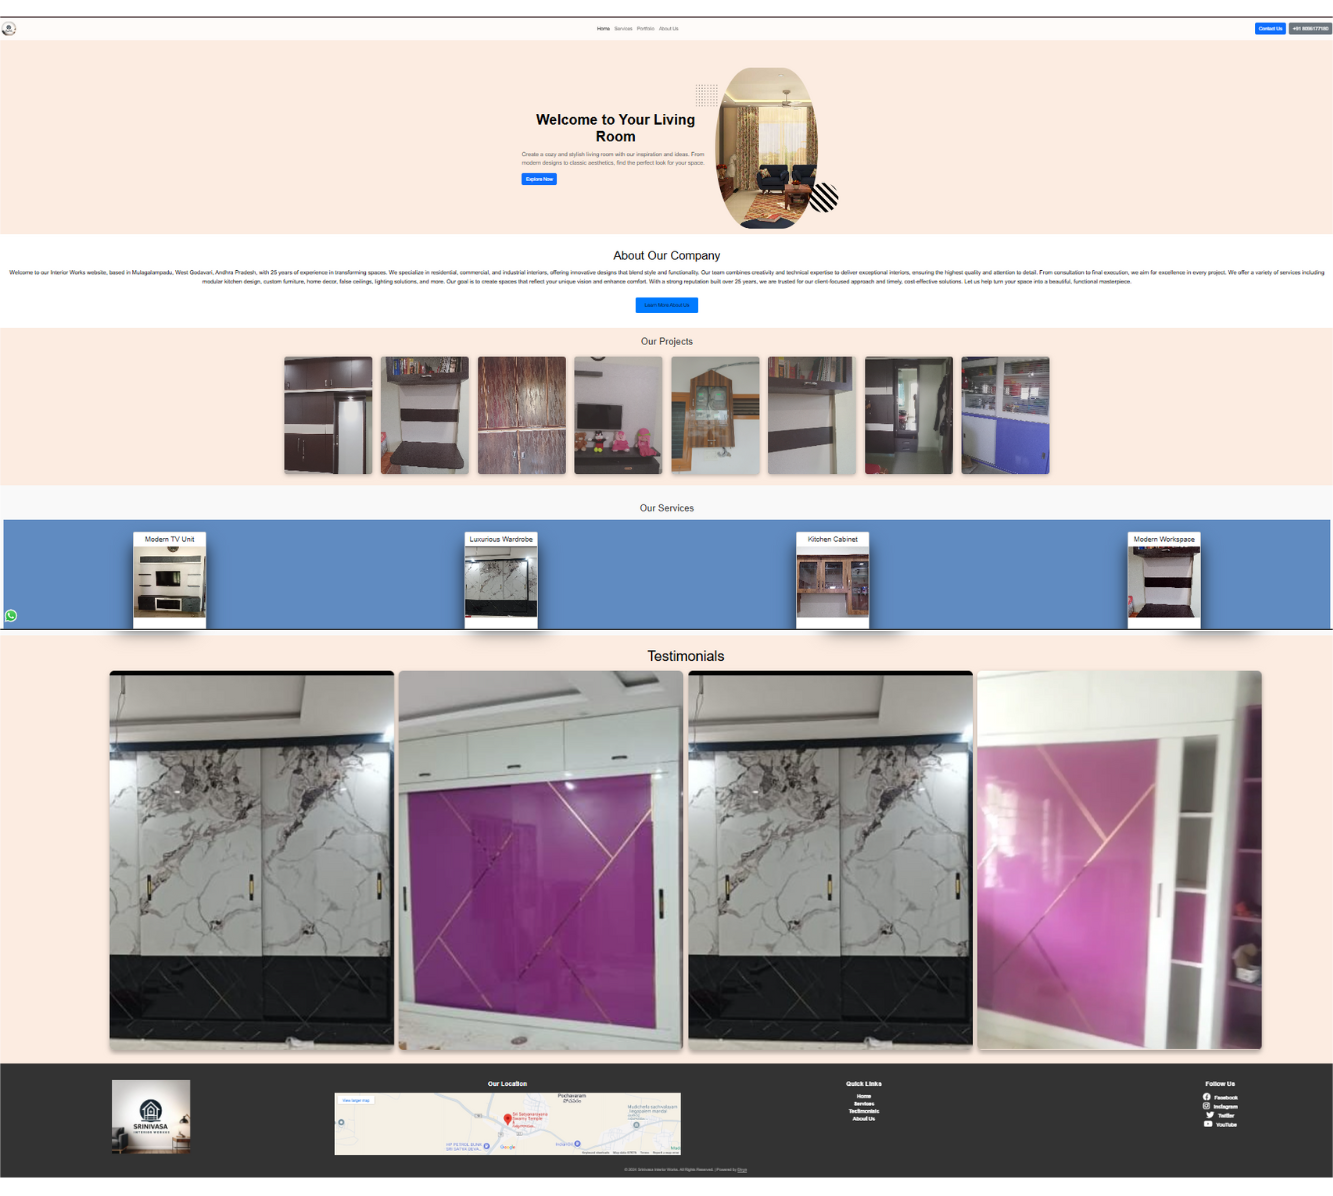 Home Services Portfolio About Us
Contact Us
Welcome to Your Living
Room
Create a cozy and stylish living room with our inspiration and ideas. From
modern designs to classic aesthetics, find the perfect look for your space.
Explore Now
About Our Company
Welcome to our Interior Works website, based in Mulagalampadu, West Godavari, Andhra Pradesh, with 25 years of experience in transforming spaces. We specialize in residential, commercial, and industrial interiors, offering innovative designs that blend style and functionality. Our team combines creativity and technical expertise to deliver exceptional interiors, ensuring the highest quality and attention to detail. From consultation to final execution, we aim for excellence in every project. We offer a variety of services including
modular kitchen design, custom furniture, home decor, false ceilings, lighting solutions, and more. Our goal is to create spaces that reflect your unique vision and enhance comfort. With a strong reputation built over 25 years, we are trusted for our client-focused approach and timely, cost-effective solutions. Let us help turn your space into a beautiful, functional masterpiece.
Learn More About Us
Our Projects
Our Services
Modern TV Unit
Luxurious Wardrobe
Kitchen Cabinet
Modern Workspace
Testimonials
SRINIVASA
INTERIOR WORKS
Our Location
View larger map
Pochavaram
Sri Satyanarayana
Swamy Temple
HP PETROL BUNK
Google
Quick Links
Home
Services
Testimonials
About Us
Follow Us
Facebook
Instagram
Twitter
YouTube
Srinivasa Interior Works. All Rights Reserved. | Powered by